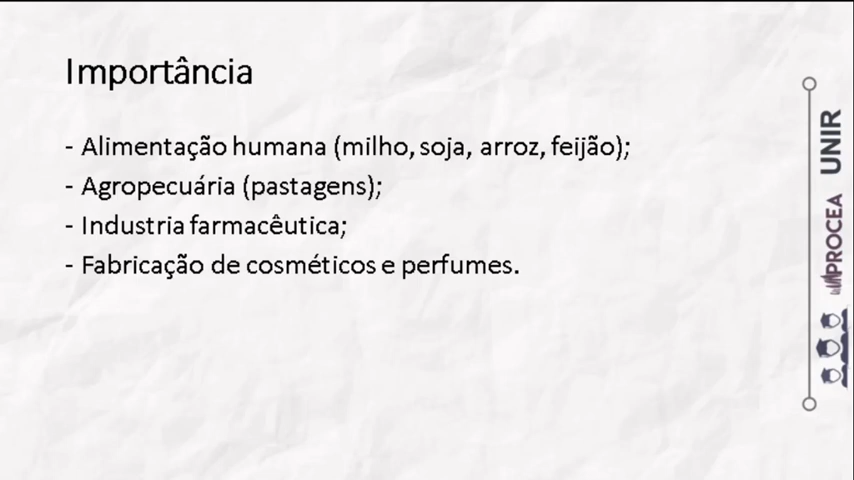 Importância
- Alimentação humana (milho, soja, arroz, feijão);
- Agropecuária (pastagens);
- Industria farmacêutica;
- Fabricação de cosméticos e perfumes.
UNIR
PROCEA